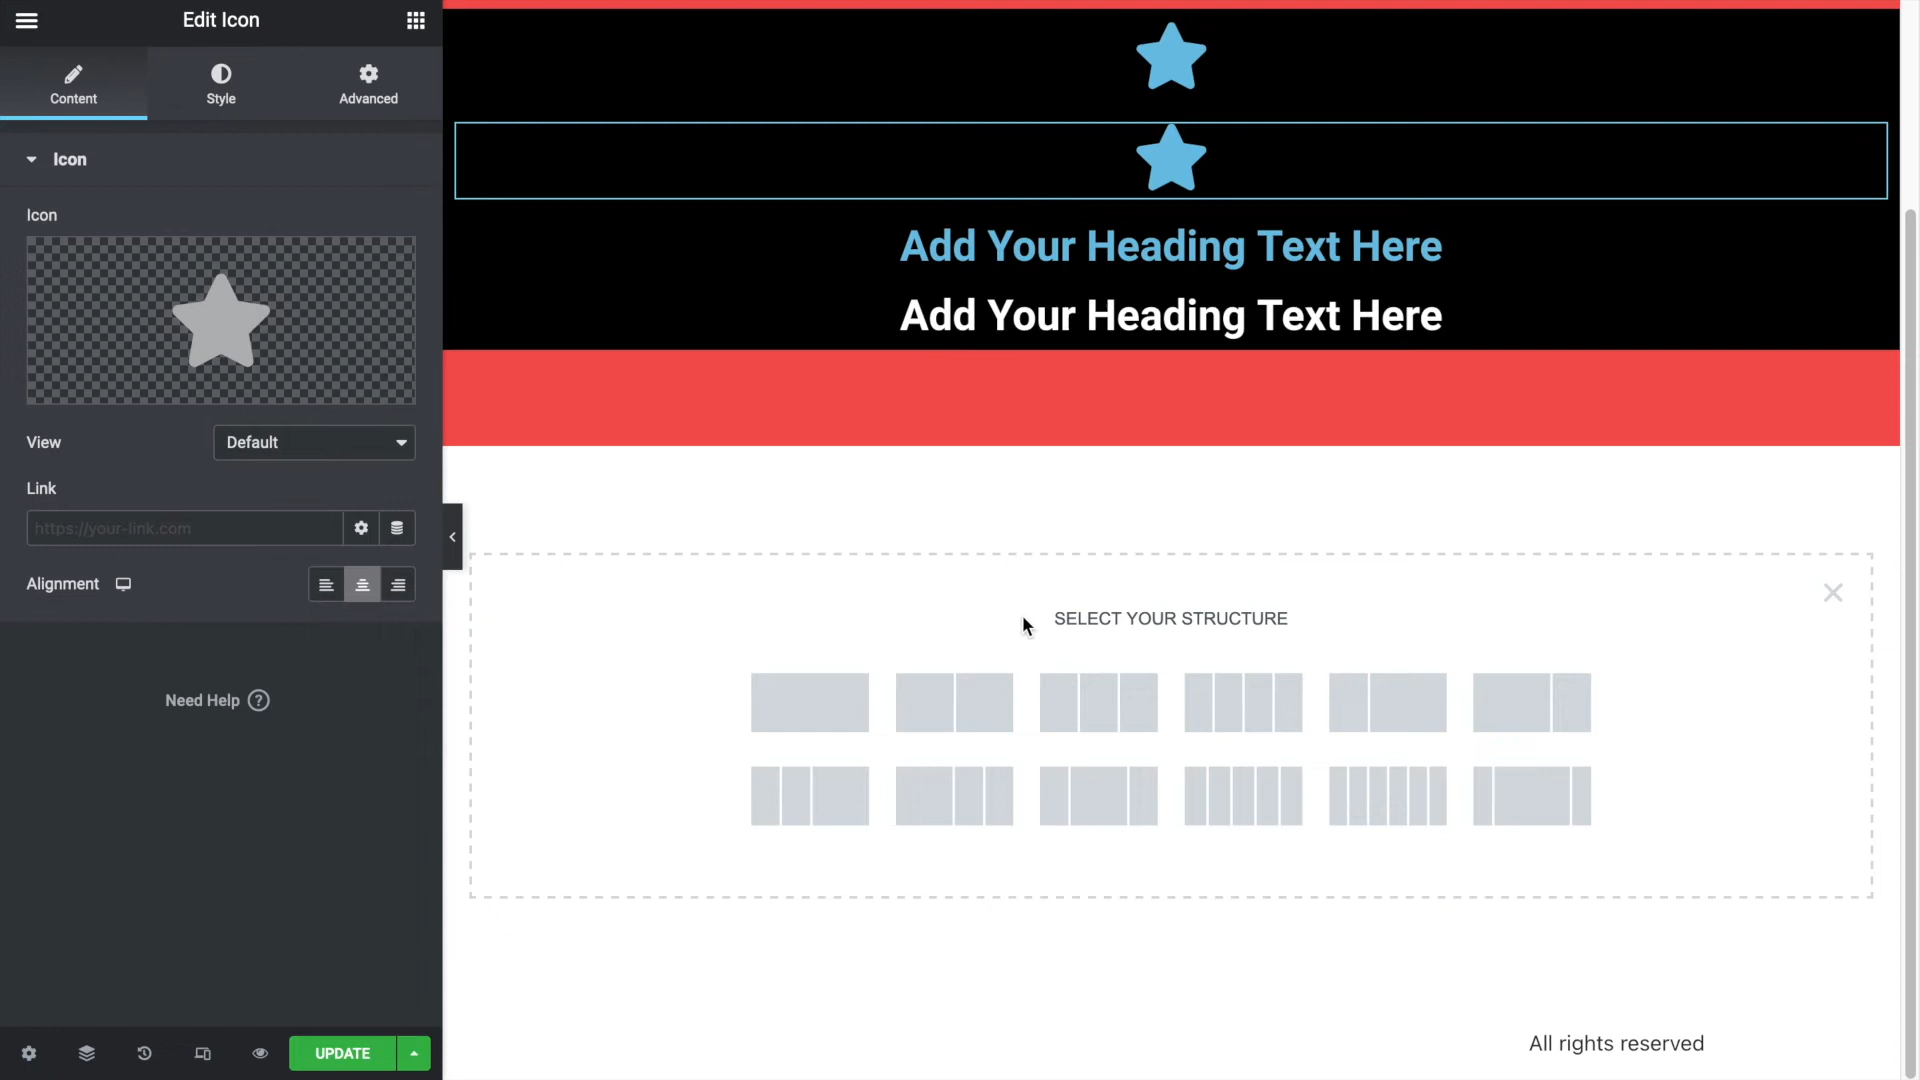 Edit Icon
Content
Style
Advanced
Icon
Icon
View
Default
Link
https://your-link.com
Alignment
Need Help
?
UPDATE
Add Your Heading Text Here
Add Your Heading Text Here
SELECT YOUR STRUCTURE
All rights reserved